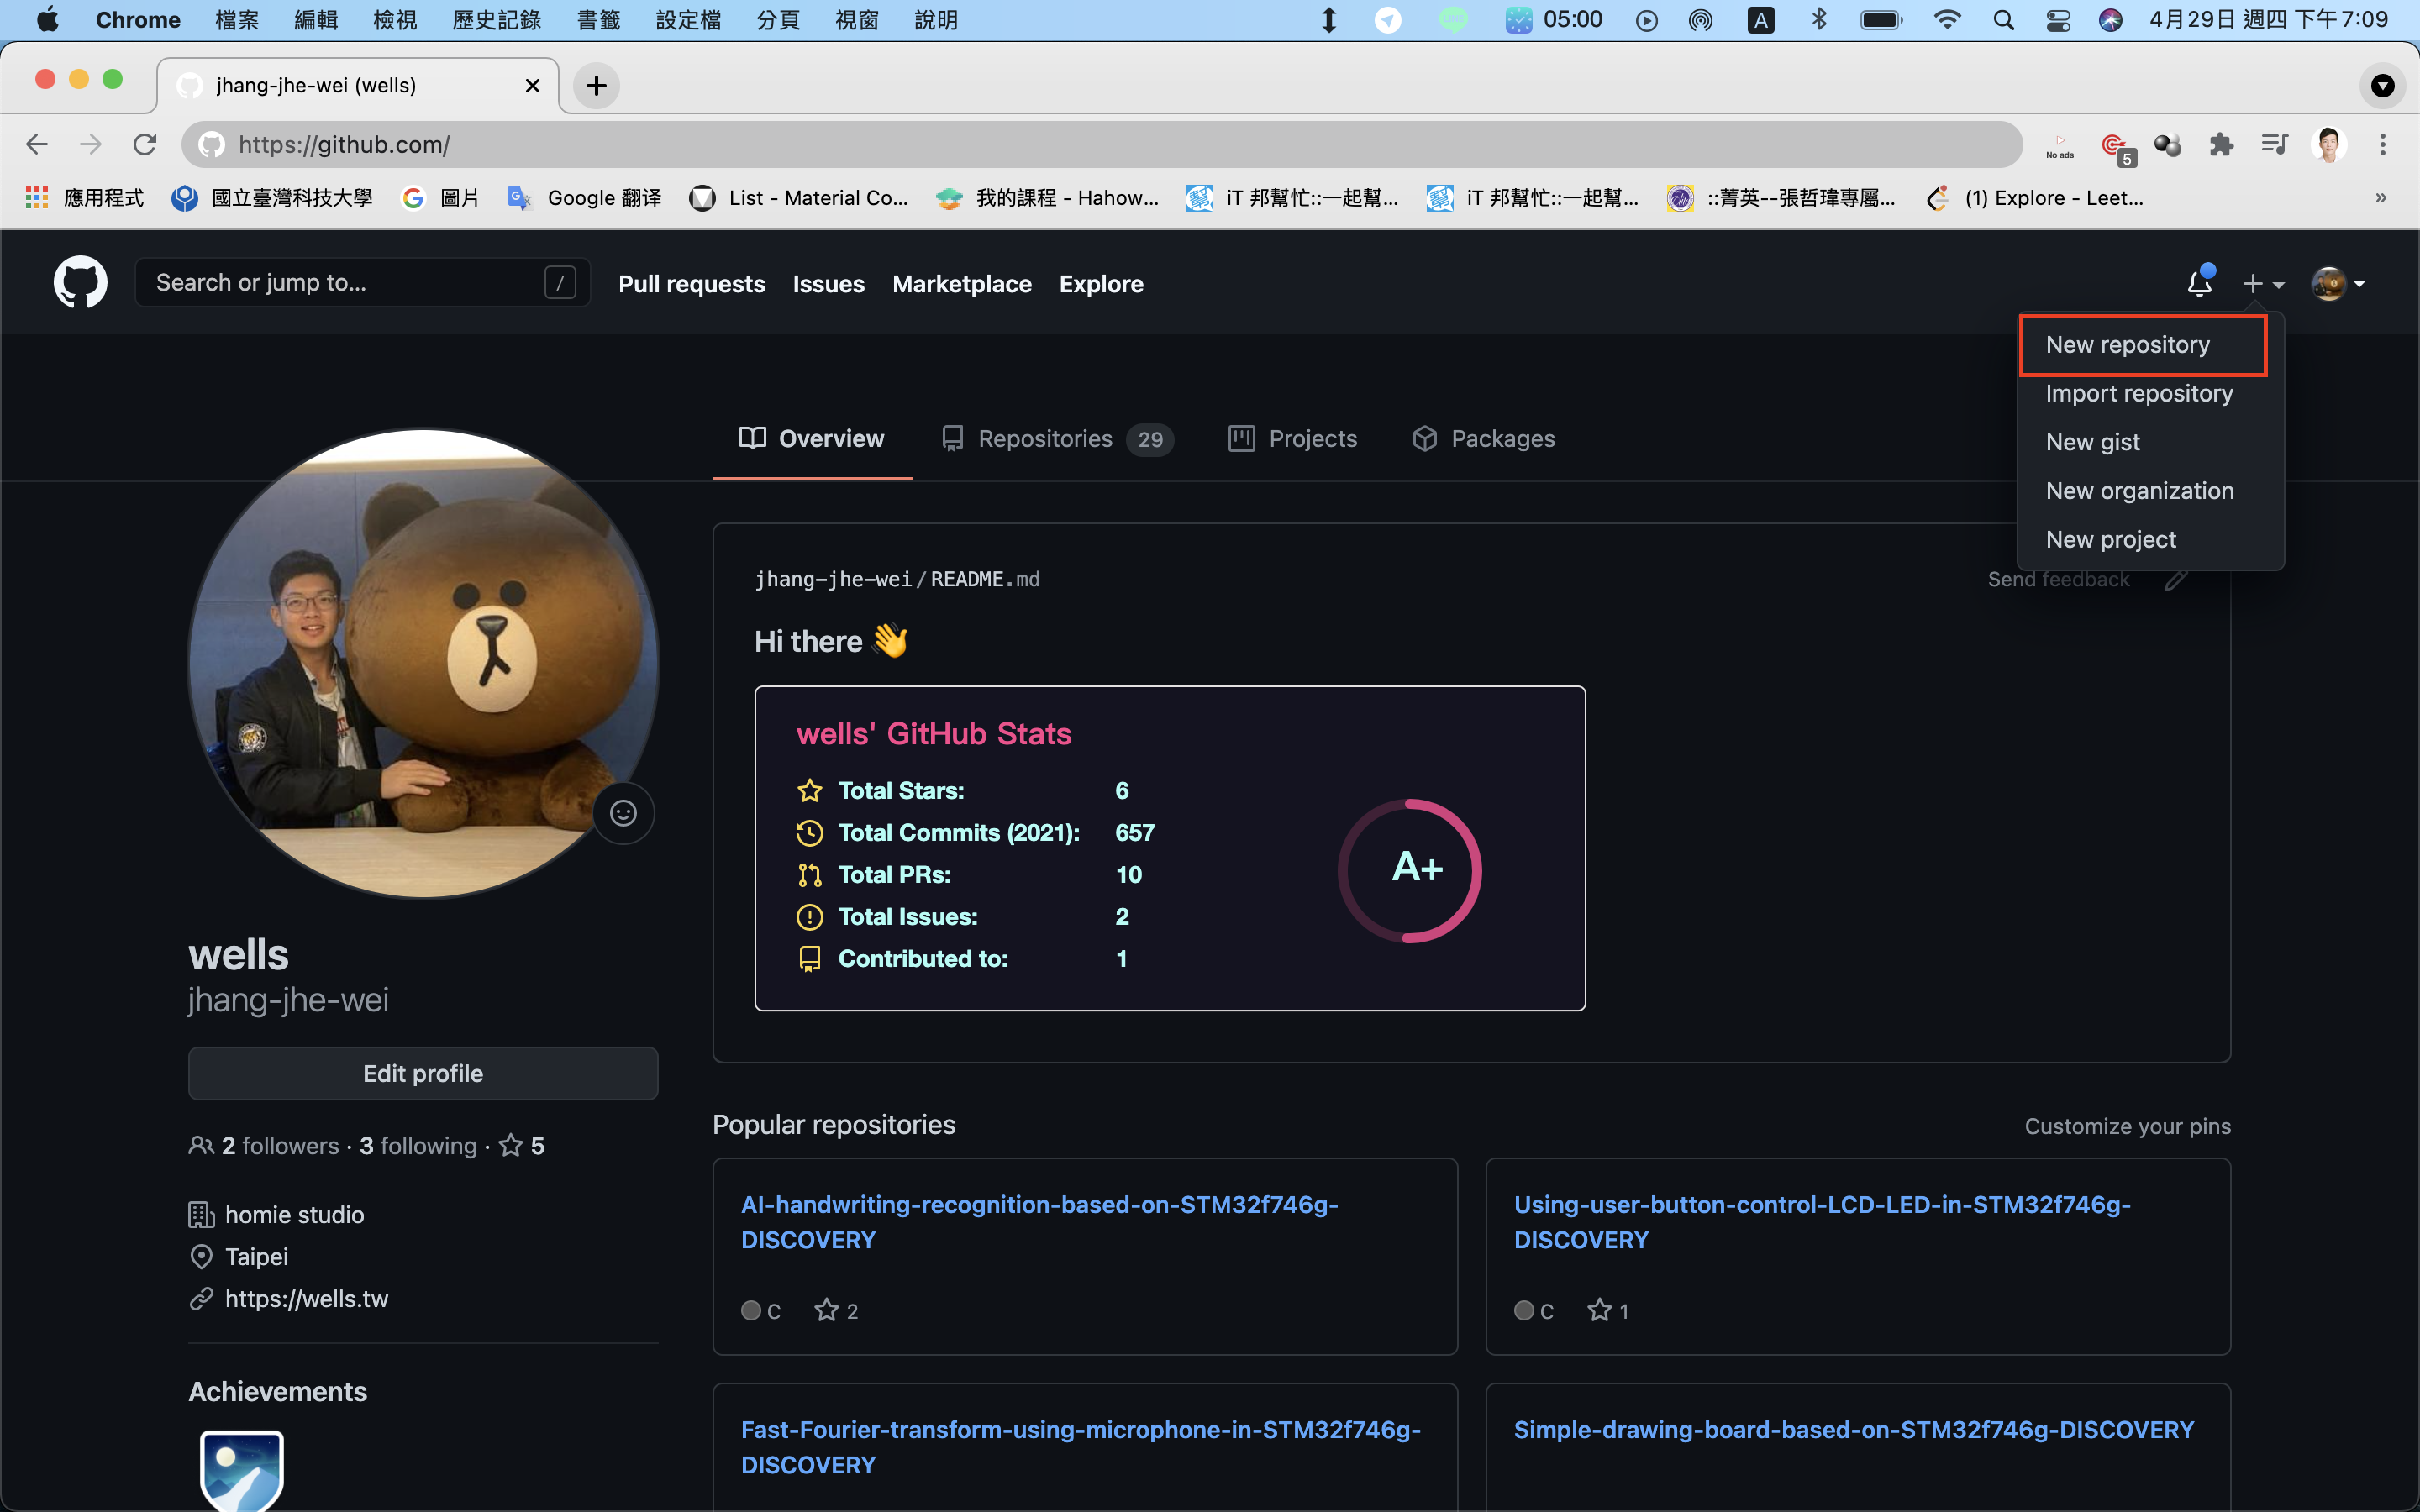 Chrome 檔案 編輯 檢視 歷史記錄 書籤 設定檔 分頁 視窗 說明 05:00 A 4月29日 週四 下午7:09
jhang-jhe-wei (wells)
https://github.com/ No ads 5
應用程式 國立臺灣科技大學 圖片 Google 翻译 List - Material Co... 我的課程 - Hahow... iT 邦幫忙::一起幫... iT 邦幫忙::一起幫... ::菁英--張哲瑋專屬... (1) Explore - Leet... »
Search or jump to... / Pull requests Issues Marketplace Explore
New repository
Import repository
New gist
New organization
New project
Overview Repositories 29 Projects Packages
jhang-jhe-wei/README.md Send feedback
Hi there 👋
wells' GitHub Stats
Total Stars: 6
Total Commits (2021): 657
Total PRs: 10
Total Issues: 2
Contributed to: 1
A+
wells
jhang-jhe-wei
Edit profile
2 followers · 3 following · 5
homie studio
Taipei
https://wells.tw
Achievements
Popular repositories Customize your pins
AI-handwriting-recognition-based-on-STM32f746g-
DISCOVERY
C 2
Using-user-button-control-LCD-LED-in-STM32f746g-
DISCOVERY
C 1
Fast-Fourier-transform-using-microphone-in-STM32f746g-
DISCOVERY
Simple-drawing-board-based-on-STM32f746g-DISCOVERY